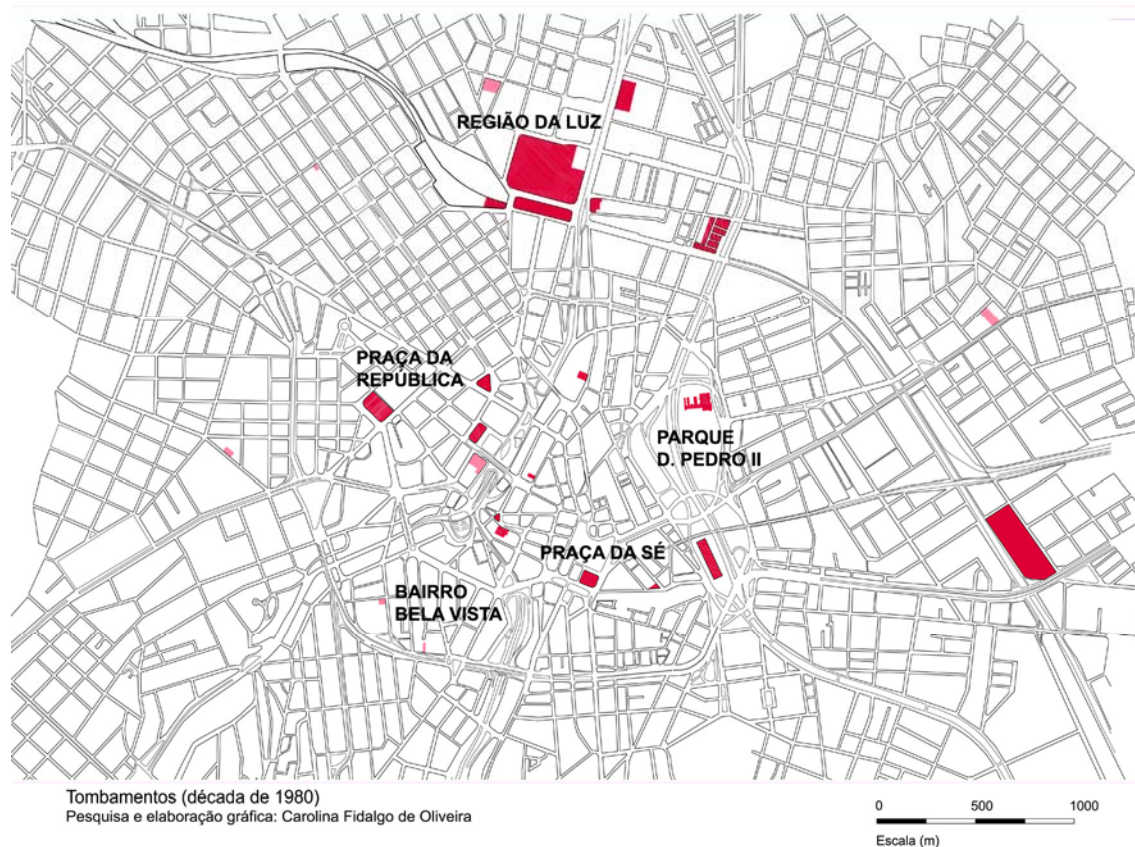 REGIÃO DA LUZ
PRAÇA DA
REPÚBLICA
PARQUE
D. PEDRO II
PRAÇA DA SÉ
BAIRRO
BELA VISTA
Tombamentos (década de 1980)
Pesquisa e elaboração gráfica: Carolina Fidalgo de Oliveira
0 500 1000
Escala (m)